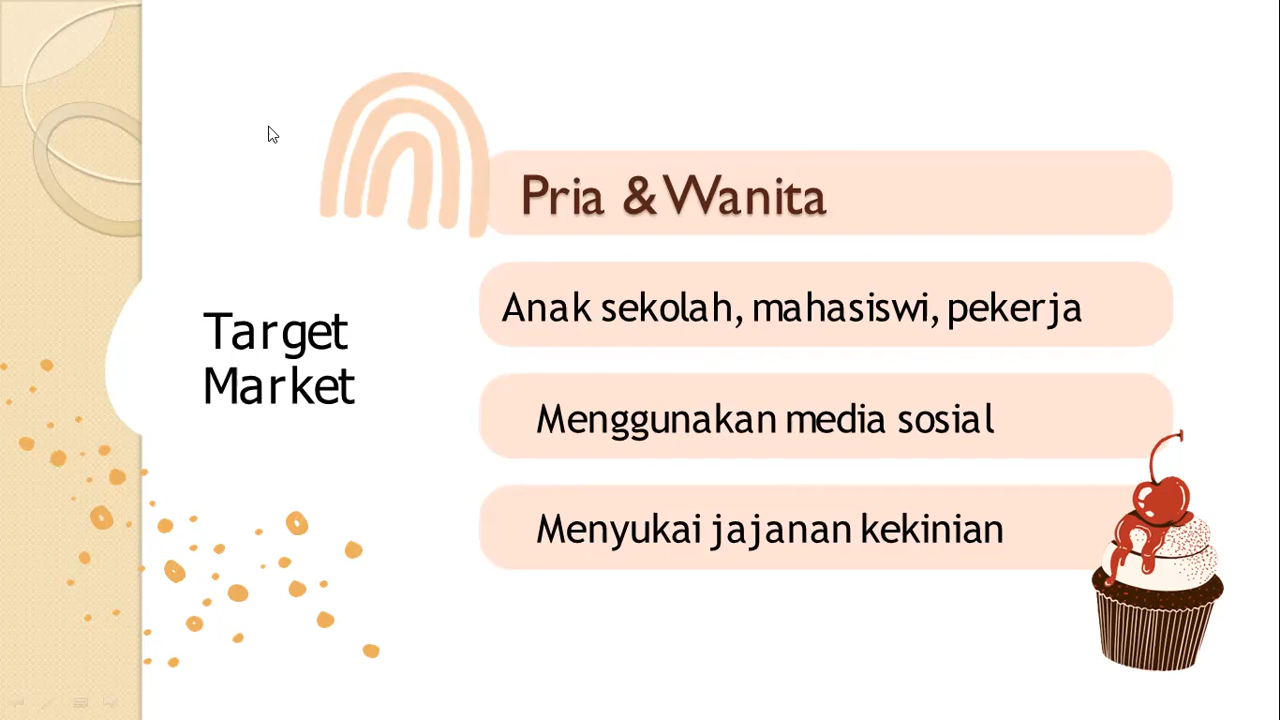 Target
Market
Pria & Wanita
Anak sekolah, mahasiswi, pekerja
Menggunakan media sosial
Menyukai jajanan kekinian